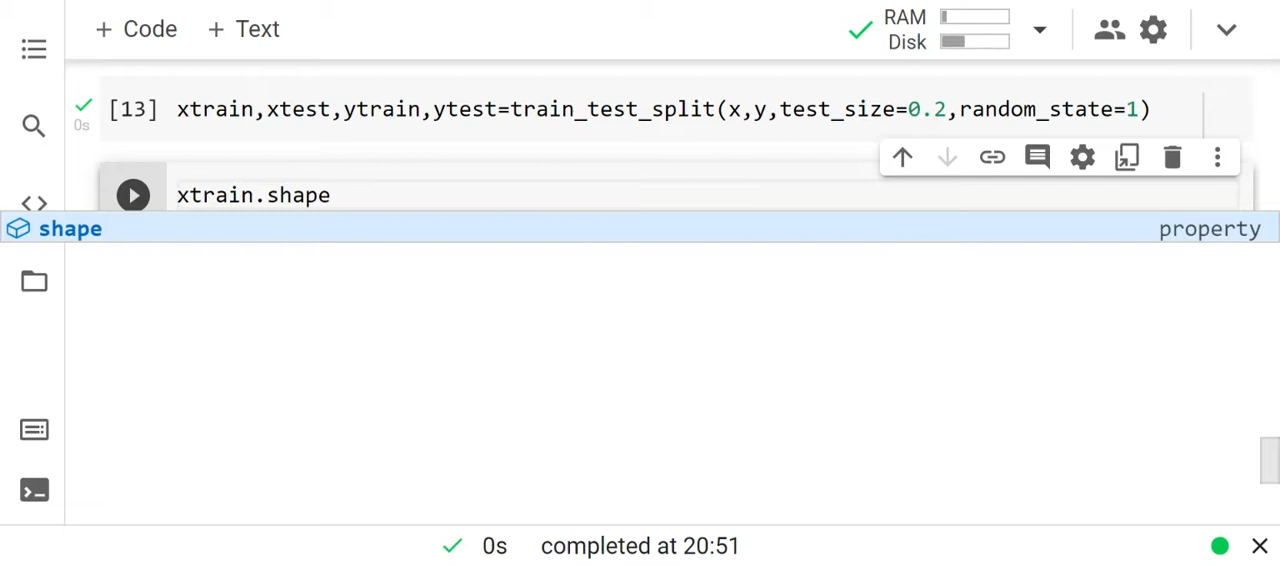 + Code + Text
RAM
Disk
0s
[13] xtrain,xtest,ytrain,ytest=train_test_split(x,y,test_size=0.2,random_state=1)
xtrain.shape
shape property
0s completed at 20:51